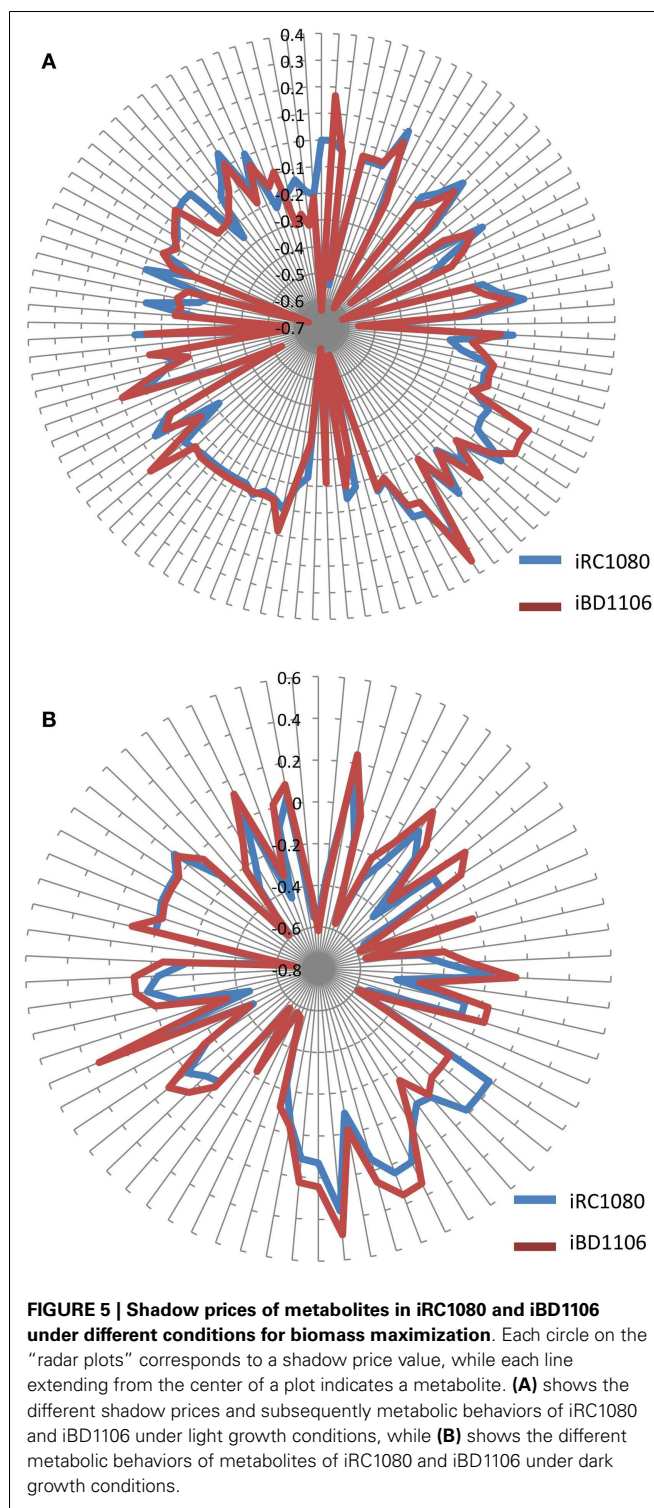 A
0.4
0.3
0.2
0.1
0
-0.1
-0.2
-0.3
-0.4
-0.5
-0.6
-0.7
iRC1080
iBD1106
B
0.6
0.4
0.2
0
-0.2
-0.4
-0.6
-0.8
iRC1080
iBD1106
FIGURE 5 | Shadow prices of metabolites in iRC1080 and iBD1106
under different conditions for biomass maximization. Each circle on the
“radar plots” corresponds to a shadow price value, while each line
extending from the center of a plot indicates a metabolite. (A) shows the
different shadow prices and subsequently metabolic behaviors of iRC1080
and iBD1106 under light growth conditions, while (B) shows the different
metabolic behaviors of metabolites of iRC1080 and iBD1106 under dark
growth conditions.